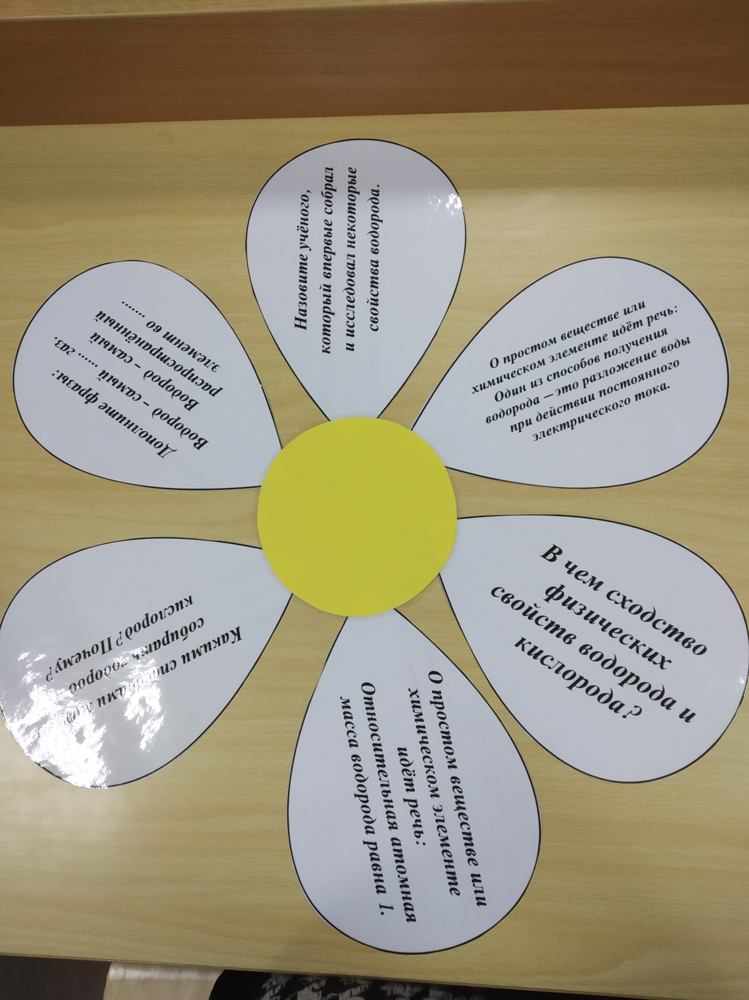 Назовите учёного,
который впервые собрал
и исследовал некоторые
свойства водорода.
О простом веществе или
химическом элементе идёт речь:
Один из способов получения
водорода – это разложение воды
при действии постоянного
электрического тока.
В чем сходство
физических
свойств водорода и
кислорода?
О простом веществе или
химическом элементе
идёт речь:
Относительная атомная
масса водорода равна 1.
Какими способами
собирать водород
кислород? Почему?
Дополните фразы:
Водород – самый ...... газ.
Водород – самый
распространённый
элемент во .......